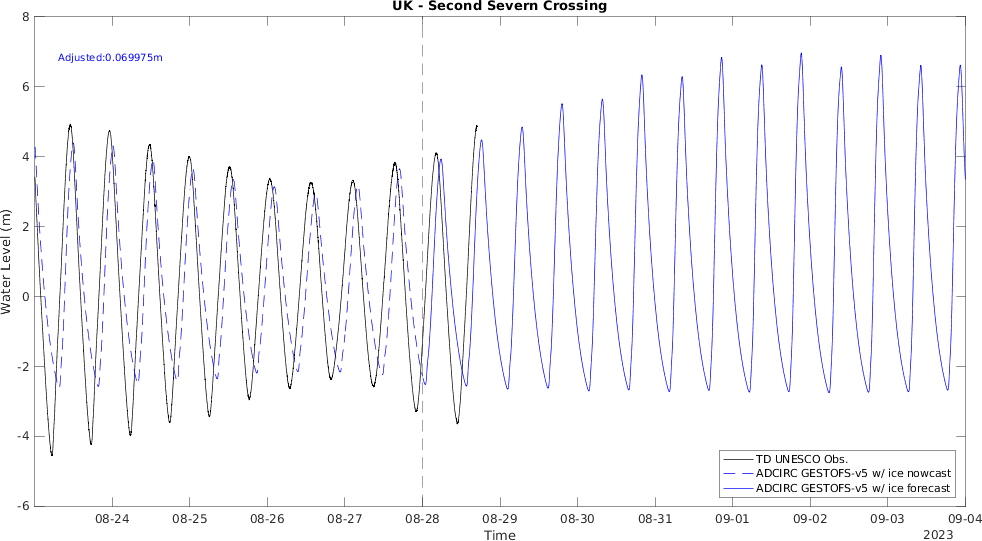 UK - Second Severn Crossing
8
6
4
2
0
-2
-4
-6
Water Level (m)
Adjusted:0.069975m
TD UNESCO Obs.
ADCIRC GESTOFS-v5 w/ ice nowcast
ADCIRC GESTOFS-v5 w/ ice forecast
08-24 08-25 08-26 08-27 08-28 08-29 08-30 08-31 09-01 09-02 09-03 09-04
Time
2023